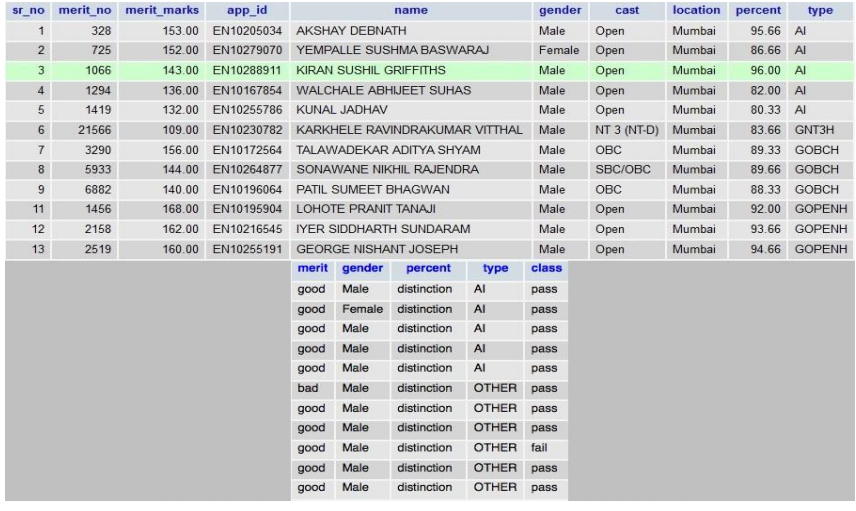 sr_no merit_no merit_marks app_id name gender cast location percent type
1 328 153.00 EN10205034 AKSHAY DEBNATH Male Open Mumbai 95.66 AI
2 725 152.00 EN10279070 YEMPALLE SUSHMA BASWARAJ Female Open Mumbai 86.66 AI
3 1066 143.00 EN10288911 KIRAN SUSHIL GRIFFITHS Male Open Mumbai 96.00 AI
4 1294 136.00 EN10167854 WALCHALE ABHIJEET SUHAS Male Open Mumbai 82.00 AI
5 1419 132.00 EN10255786 KUNAL JADHAV Male Open Mumbai 80.33 AI
6 21566 109.00 EN10230782 KARKHELE RAVINDRAKUMAR VITTHAL Male NT 3 (NT-D) Mumbai 83.66 GNT3H
7 3290 156.00 EN10172564 TALAWADEKAR ADITYA SHYAM Male OBC Mumbai 89.33 GOBCH
8 5933 144.00 EN10264877 SONAWANE NIKHIL RAJENDRA Male SBC/OBC Mumbai 89.66 GOBCH
9 6882 140.00 EN10196064 PATIL SUMEET BHAGWAN Male OBC Mumbai 88.33 GOBCH
11 1456 168.00 EN10195904 LOHOTE PRANIT TANAJI Male Open Mumbai 92.00 GOPENH
12 2158 162.00 EN10216545 IYER SIDDHARTH SUNDARAM Male Open Mumbai 93.66 GOPENH
13 2519 160.00 EN10255191 GEORGE NISHANT JOSEPH Male Open Mumbai 94.66 GOPENH
merit gender percent type class
good Male distinction AI pass
good Female distinction AI pass
good Male distinction AI pass
good Male distinction AI pass
good Male distinction AI pass
bad Male distinction OTHER pass
good Male distinction OTHER pass
good Male distinction OTHER pass
good Male distinction OTHER fail
good Male distinction OTHER pass
good Male distinction OTHER pass